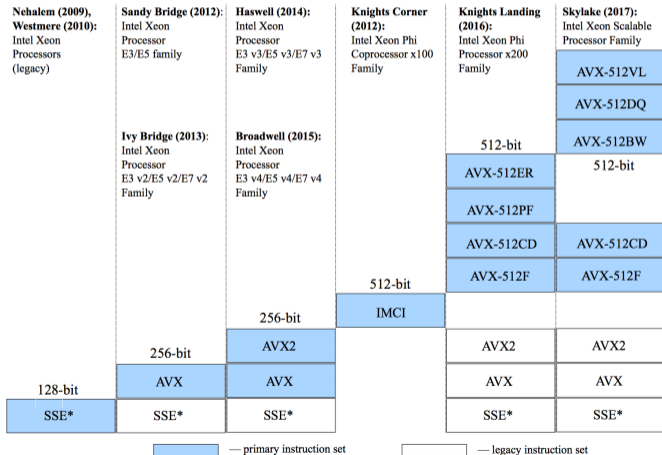 Nehalem (2009),
Westmere (2010):
Intel Xeon
Processors
(legacy)
Sandy Bridge (2012):
Intel Xeon
Processor
E3/E5 family
Ivy Bridge (2013):
Intel Xeon
Processor
E3 v2/E5 v2/E7 v2
Family
Haswell (2014):
Intel Xeon
Processor
E3 v3/E5 v3/E7 v3
Family
Broadwell (2015):
Intel Xeon
Processor
E3 v4/E5 v4/E7 v4
Family
Knights Corner
(2012):
Intel Xeon Phi
Coprocessor x100
Family
Knights Landing
(2016):
Intel Xeon Phi
Processor x200
Family
Skylake (2017):
Intel Xeon Scalable
Processor Family
128-bit
SSE*
256-bit
AVX
SSE*
256-bit
AVX2
AVX
SSE*
512-bit
IMCI
512-bit
AVX-512ER
AVX-512PF
AVX-512CD
AVX-512F
AVX2
AVX
SSE*
AVX-512VL
AVX-512DQ
AVX-512BW
512-bit
AVX-512CD
AVX-512F
AVX2
AVX
SSE*
— primary instruction set
— legacy instruction set